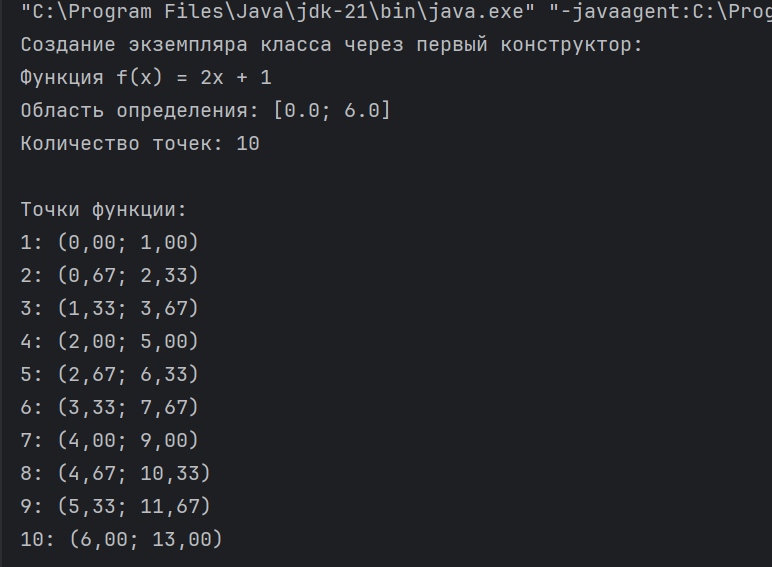 "C:\Program Files\Java\jdk-21\bin\java.exe" "-javaagent:C:\Prog
Создание экземпляра класса через первый конструктор:
Функция f(x) = 2x + 1
Область определения: [0.0; 6.0]
Количество точек: 10
Точки функции:
1: (0,00; 1,00)
2: (0,67; 2,33)
3: (1,33; 3,67)
4: (2,00; 5,00)
5: (2,67; 6,33)
6: (3,33; 7,67)
7: (4,00; 9,00)
8: (4,67; 10,33)
9: (5,33; 11,67)
10: (6,00; 13,00)